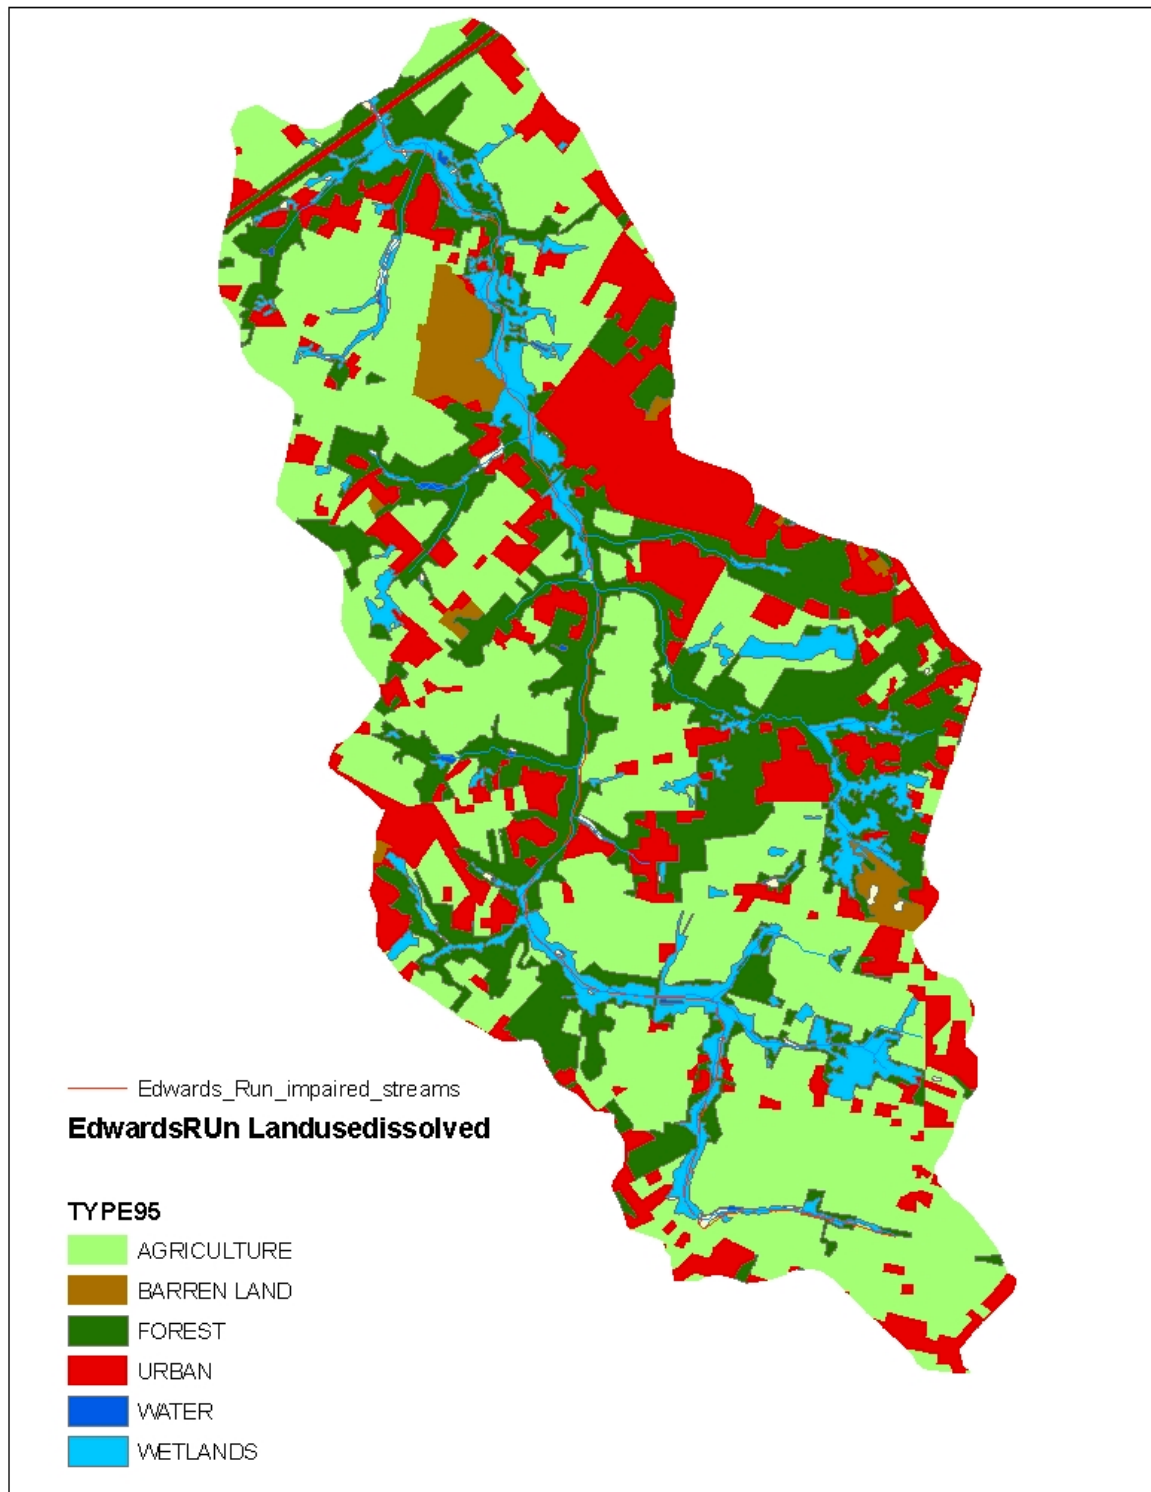 Edwards_Run_impaired_streams
EdwardsRUn Landusedissolved
TYPE95
AGRICULTURE
BARREN LAND
FOREST
URBAN
WATER
WETLANDS